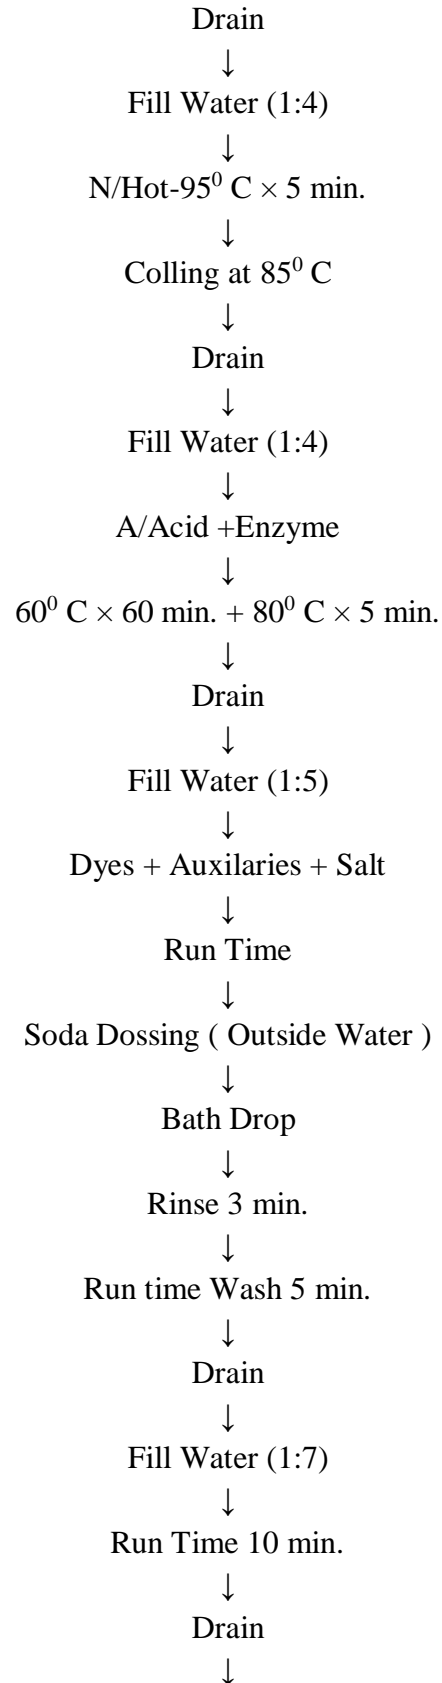 Drain
↓
Fill Water (1:4)
↓
N/Hot-95⁰ C × 5 min.
↓
Colling at 85⁰ C
↓
Drain
↓
Fill Water (1:4)
↓
A/Acid +Enzyme
↓
60⁰ C × 60 min. + 80⁰ C × 5 min.
↓
Drain
↓
Fill Water (1:5)
↓
Dyes + Auxilaries + Salt
↓
Run Time
↓
Soda Dossing ( Outside Water )
↓
Bath Drop
↓
Rinse 3 min.
↓
Run time Wash 5 min.
↓
Drain
↓
Fill Water (1:7)
↓
Run Time 10 min.
↓
Drain
↓